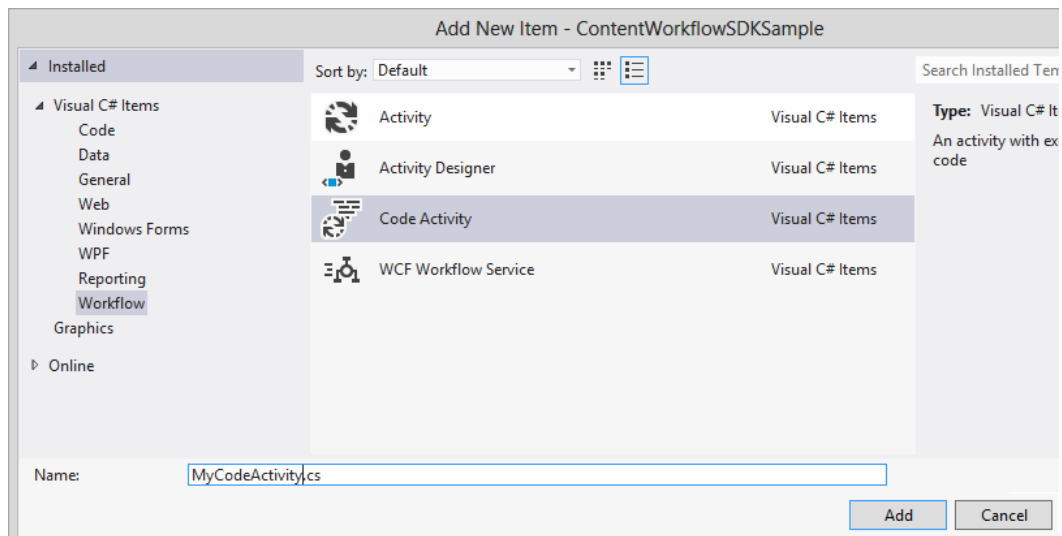 Add New Item - ContentWorkflowSDKSample
Installed
Sort by: Default
Search Installed Tem
Visual C# Items
Code
Data
General
Web
Windows Forms
WPF
Reporting
Workflow
Graphics
Online
Activity Visual C# Items
Activity Designer Visual C# Items
Code Activity Visual C# Items
WCF Workflow Service Visual C# Items
Type: Visual C# It
An activity with ex
code
Name: MyCodeActivity.cs
Add Cancel